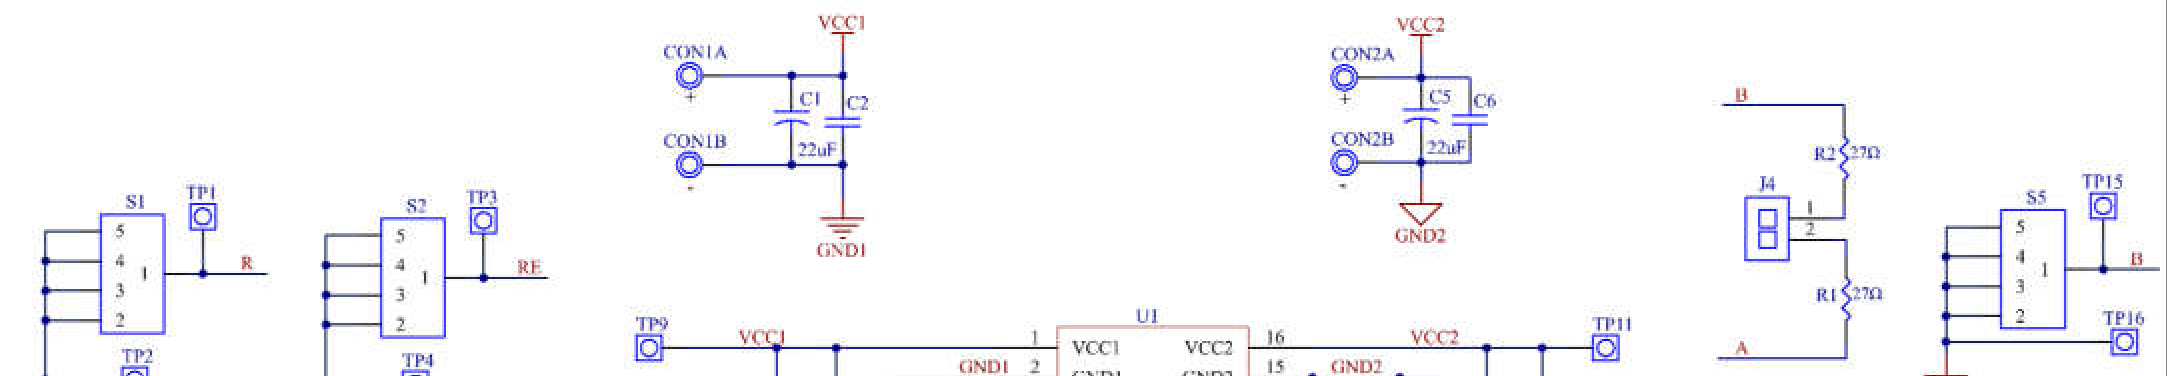 VCC1
VCC2
CON1A
CON2A
+
+
C1
C2
C5
C6
B
CON1B
CON2B
22uF
22uF
-
-
R2
27Ω
J4
1
2
TP1
TP3
TP15
S1
S2
S5
5
4
3
2
1
R
5
4
3
2
1
RE
GND1
GND2
5
4
3
2
1
B
R1
27Ω
TP9
VCC1
1
U1
VCC1
VCC2
16
VCC2
TP11
TP16
A
TP2
TP4
GND1
2
GND1
GND2
15
GND2